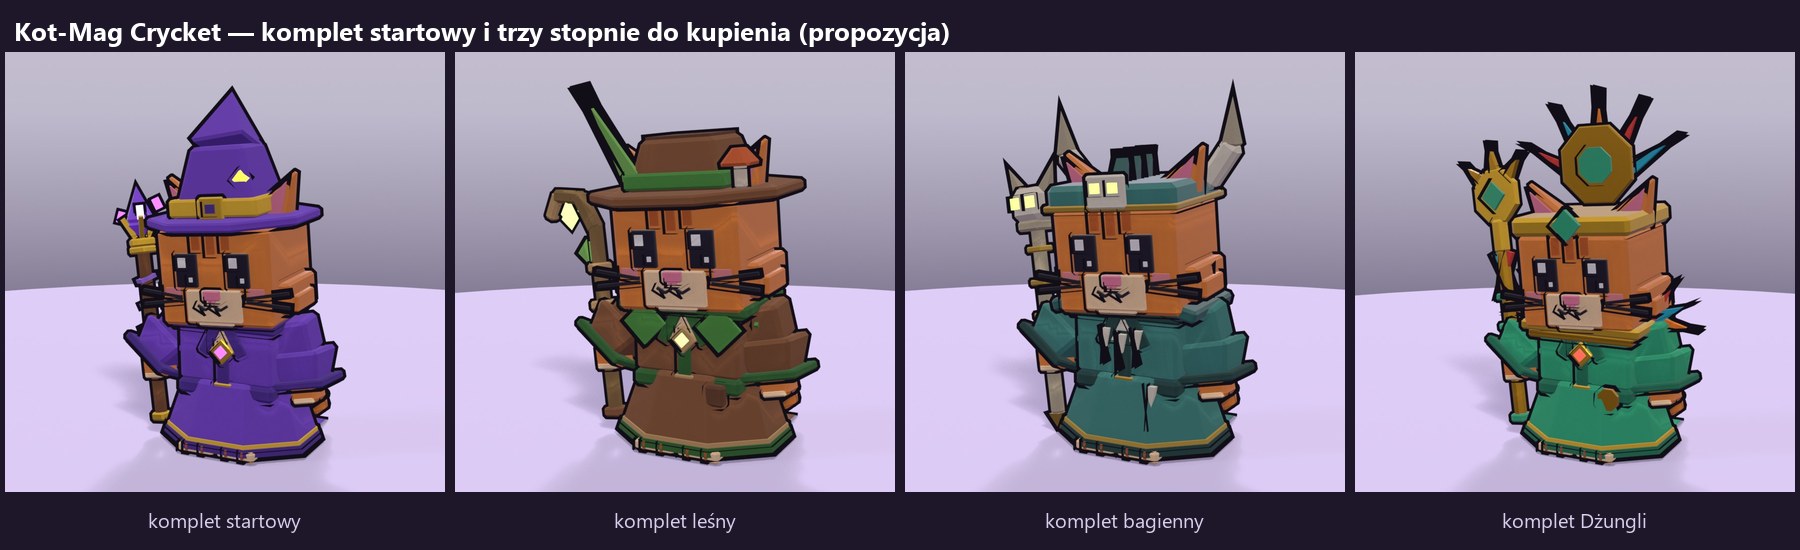 Kot-Mag Crycket — komplet startowy i trzy stopnie do kupienia (propozycja)
komplet startowy
komplet leśny
komplet bagienny
komplet Dżungli